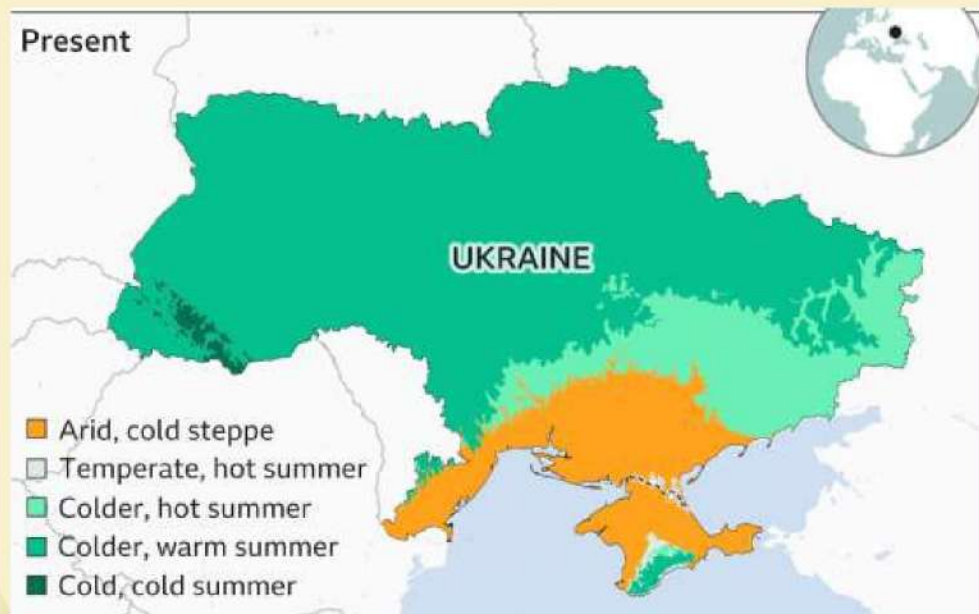 Present
UKRAINE
Arid, cold steppe
Temperate, hot summer
Colder, hot summer
Colder, warm summer
Cold, cold summer